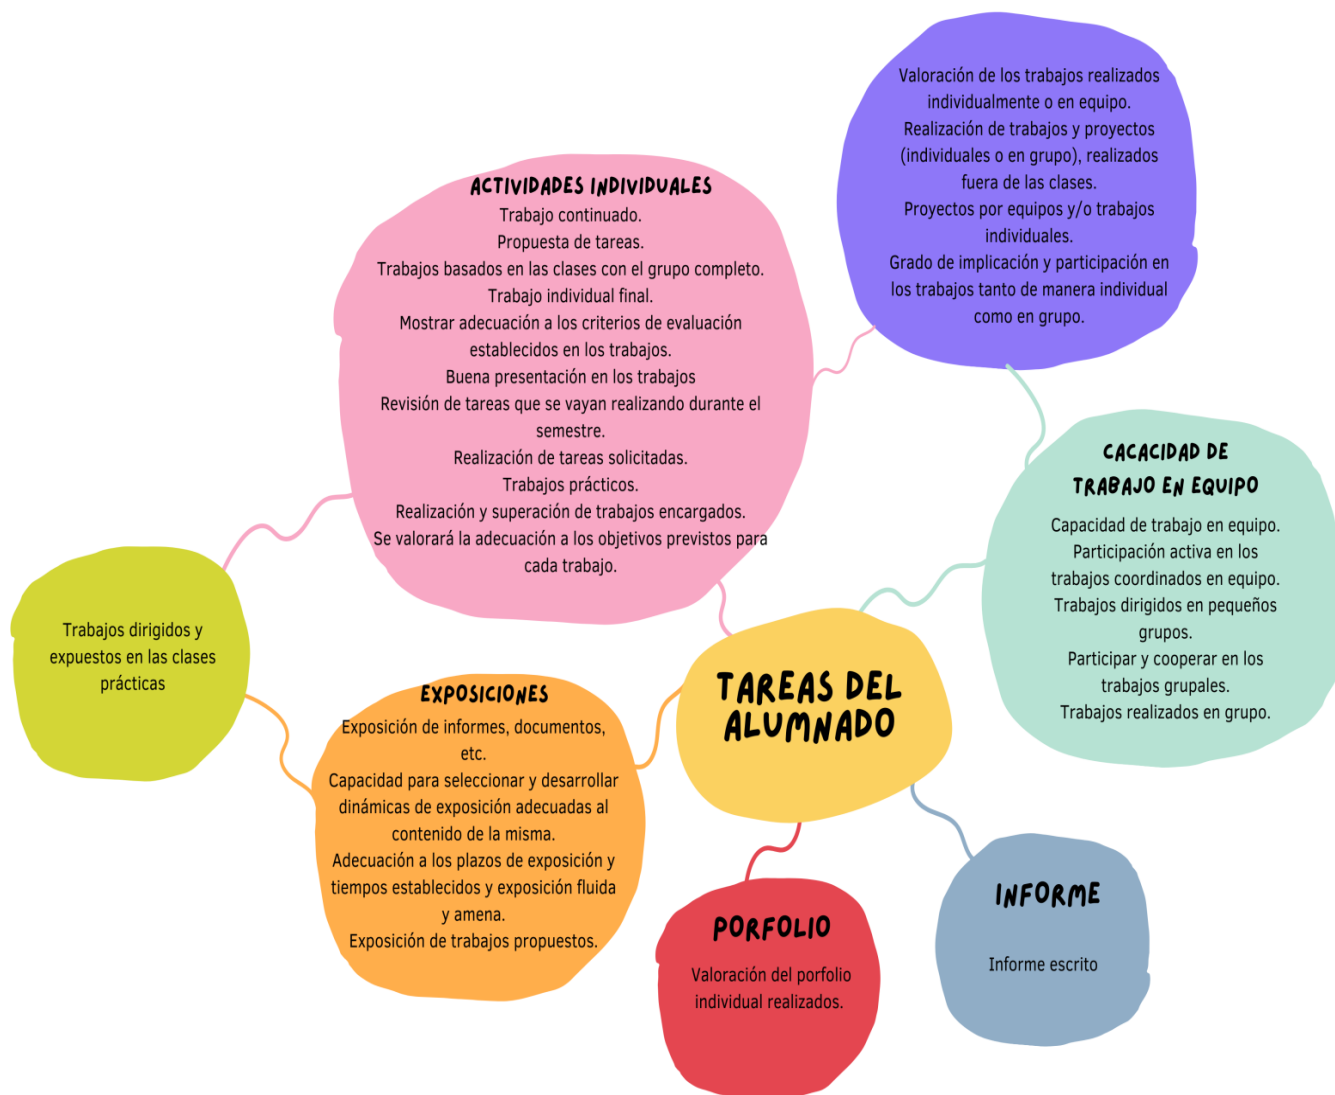 Valoración de los trabajos realizados
individualmente o en equipo.
Realización de trabajos y proyectos
(individuales o en grupo), realizados
fuera de las clases.
Proyectos por equipos y/o trabajos
individuales.
Grado de implicación y participación en
los trabajos tanto de manera individual
como en grupo.
ACTIVIDADES INDIVIDUALES
Trabajo continuado.
Propuesta de tareas.
Trabajos basados en las clases con el grupo completo.
Trabajo individual final.
Mostrar adecuación a los criterios de evaluación
establecidos en los trabajos.
Buena presentación en los trabajos
Revisión de tareas que se vayan realizando durante el
semestre.
Realización de tareas solicitadas.
Trabajos prácticos.
Realización y superación de trabajos encargados.
Se valorará la adecuación a los objetivos previstos para
cada trabajo.
CACACIDAD DE
TRABAJO EN EQUIPO
Capacidad de trabajo en equipo.
Participación activa en los
trabajos coordinados en equipo.
Trabajos dirigidos en pequeños
grupos.
Participar y cooperar en los
trabajos grupales.
Trabajos realizados en grupo.
Trabajos dirigidos y
expuestos en las clases
prácticas
TAREAS DEL
ALUMNADO
EXPOSICIONES
Exposición de informes, documentos,
etc.
Capacidad para seleccionar y desarrollar
dinámicas de exposición adecuadas al
contenido de la misma.
Adecuación a los plazos de exposición y
tiempos establecidos y exposición fluida
y amena.
Exposición de trabajos propuestos.
PORFOLIO
Valoración del porfolio
individual realizados.
INFORME
Informe escrito